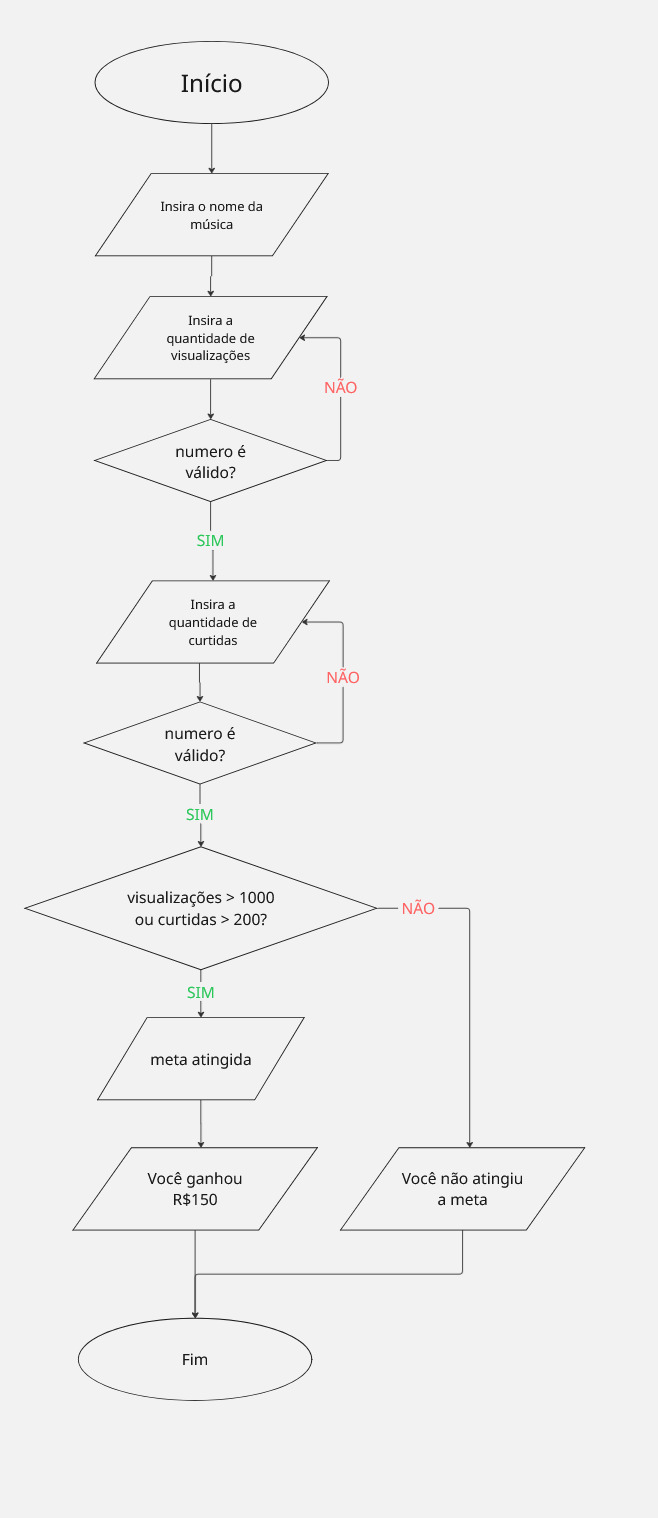 Início
Insira o nome da
música
Insira a
quantidade de
visualizações
NÃO
numero é
válido?
SIM
Insira a
quantidade de
curtidas
NÃO
numero é
válido?
SIM
visualizações > 1000
ou curtidas > 200?
NÃO
SIM
meta atingida
Você ganhou
R$150
Você não atingiu
a meta
Fim